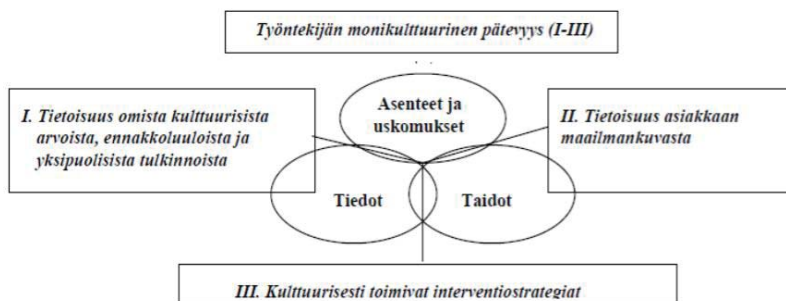 Työntekijän monikulttuurinen pätevyys (I-III)
Asenteet ja
uskomukset
I. Tietoisuus omista kulttuurisista
arvoista, ennakkoluuloista ja
yksipuolisista tulkinnoista
II. Tietoisuus asiakkaan
maailmankuvasta
Tiedot
Taidot
III. Kulttuurisesti toimivat interventiostrategiat